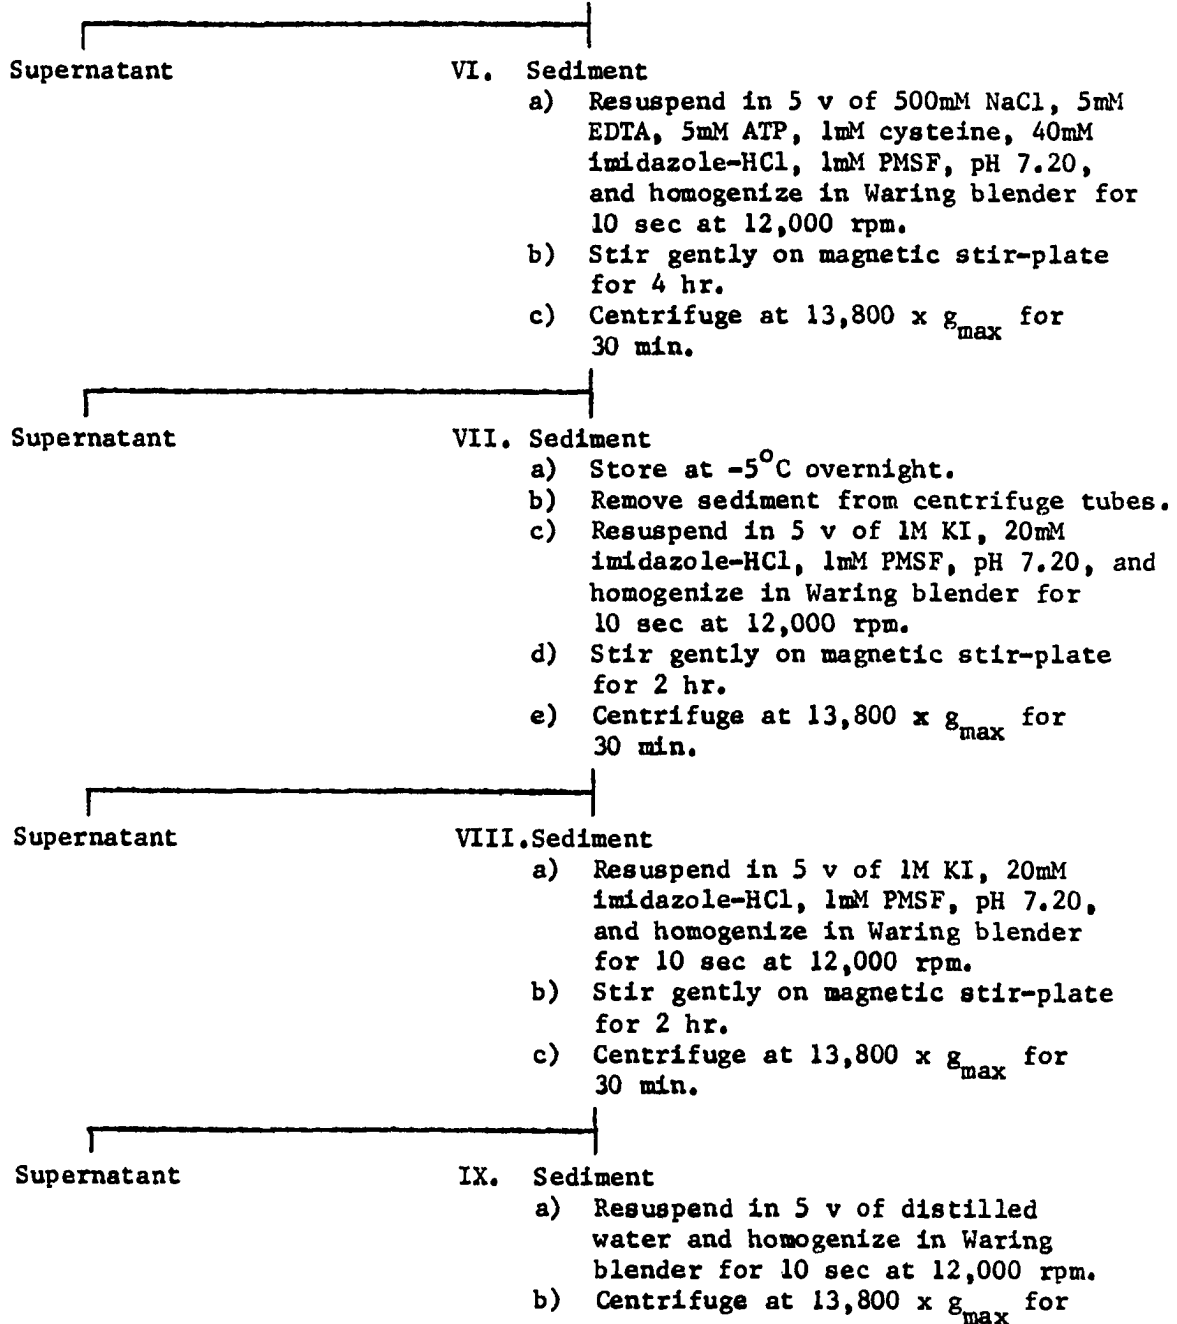 Supernatant VI. Sediment
a) Resuspend in 5 v of 500mM NaCl, 5mM
EDTA, 5mM ATP, 1mM cysteine, 40mM
imidazole-HCl, 1mM PMSF, pH 7.20,
and homogenize in Waring blender for
10 sec at 12,000 rpm.
b) Stir gently on magnetic stir-plate
for 4 hr.
c) Centrifuge at 13,800 x gmax for
30 min.
Supernatant VII. Sediment
a) Store at -5°C overnight.
b) Remove sediment from centrifuge tubes.
c) Resuspend in 5 v of 1M KI, 20mM
imidazole-HCl, 1mM PMSF, pH 7.20, and
homogenize in Waring blender for
10 sec at 12,000 rpm.
d) Stir gently on magnetic stir-plate
for 2 hr.
e) Centrifuge at 13,800 x gmax for
30 min.
Supernatant VIII. Sediment
a) Resuspend in 5 v of 1M KI, 20mM
imidazole-HCl, 1mM PMSF, pH 7.20,
and homogenize in Waring blender
for 10 sec at 12,000 rpm.
b) Stir gently on magnetic stir-plate
for 2 hr.
c) Centrifuge at 13,800 x gmax for
30 min.
Supernatant IX. Sediment
a) Resuspend in 5 v of distilled
water and homogenize in Waring
blender for 10 sec at 12,000 rpm.
b) Centrifuge at 13,800 x gmax for